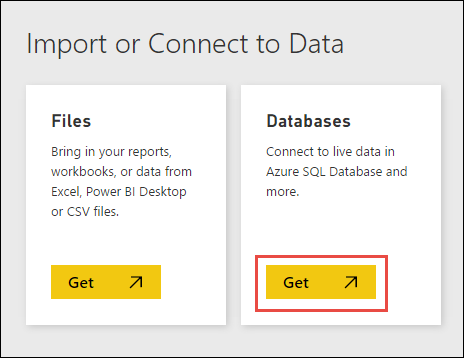 Import or Connect to Data
Files
Bring in your reports,
workbooks, or data from
Excel, Power BI Desktop
or CSV files.
Get
Databases
Connect to live data in
Azure SQL Database and
more.
Get